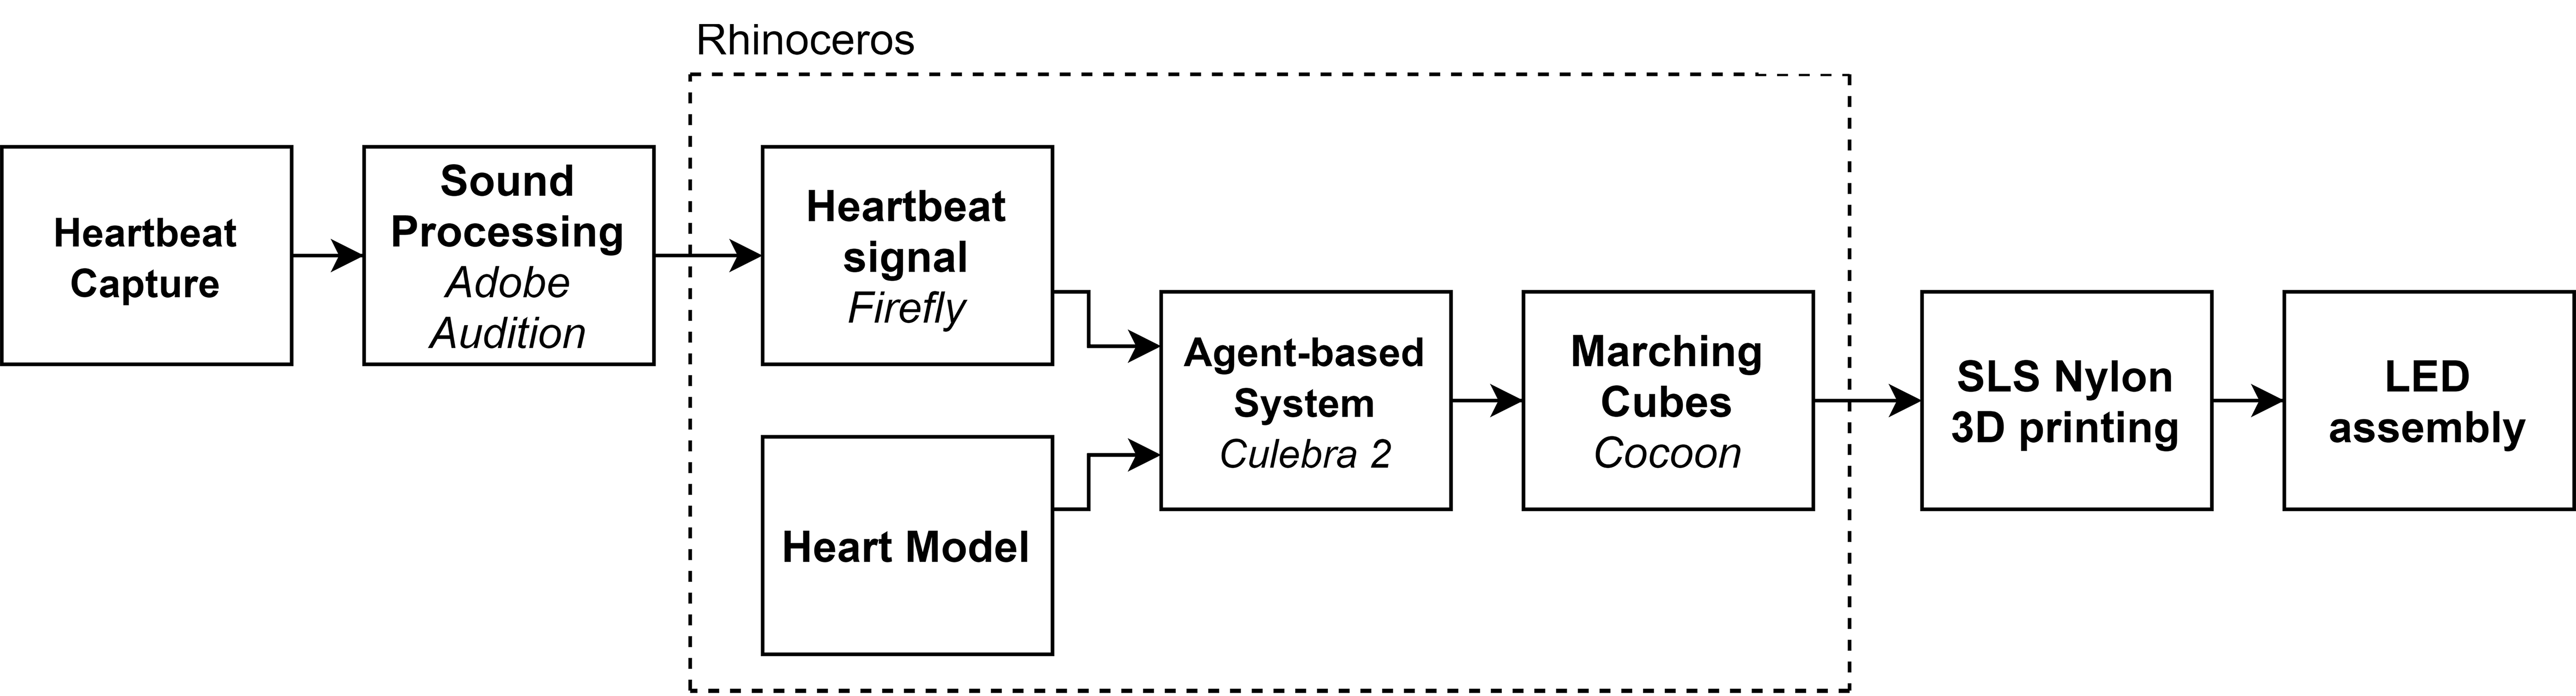 Rhinoceros
Heartbeat
Capture
Sound
Processing
Adobe
Audition
Heartbeat
signal
Firefly
Heart Model
Agent-based
System
Culebra 2
Marching
Cubes
Cocoon
SLS Nylon
3D printing
LED
assembly